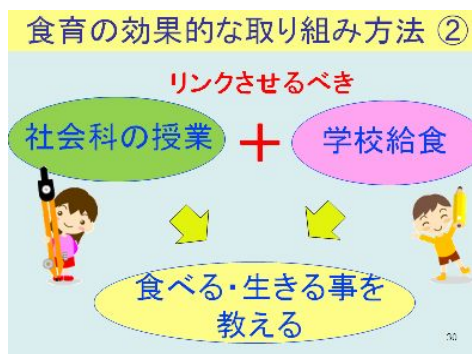 食育の効果的な取り組み方法 ②
リンクさせるべき
社会科の授業 + 学校給食
食べる・生きる事を
教える
30